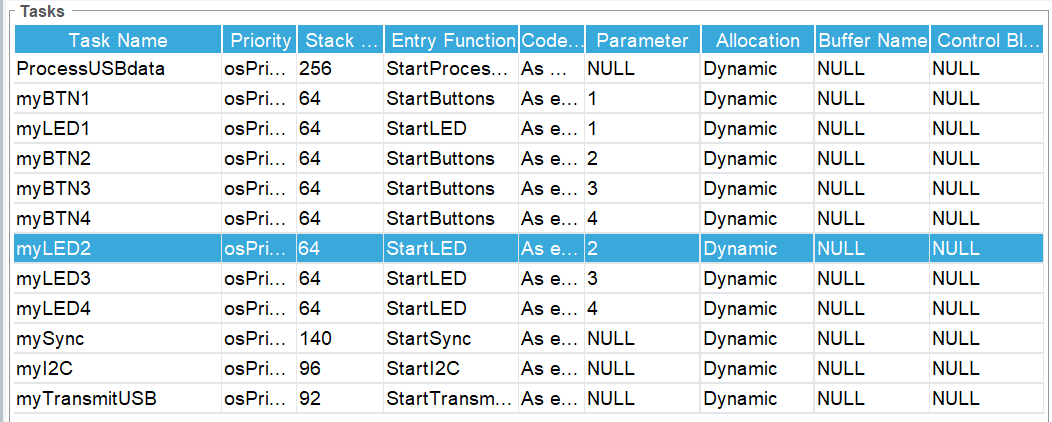 Tasks
Task Name Priority Stack ... Entry Function Code... Parameter Allocation Buffer Name Control Bl...
ProcessUSBdata osPri... 256 StartProces... As ... NULL Dynamic NULL NULL
myBTN1 osPri... 64 StartButtons As e... 1 Dynamic NULL NULL
myLED1 osPri... 64 StartLED As e... 1 Dynamic NULL NULL
myBTN2 osPri... 64 StartButtons As e... 2 Dynamic NULL NULL
myBTN3 osPri... 64 StartButtons As e... 3 Dynamic NULL NULL
myBTN4 osPri... 64 StartButtons As e... 4 Dynamic NULL NULL
myLED2 osPri... 64 StartLED As e... 2 Dynamic NULL NULL
myLED3 osPri... 64 StartLED As e... 3 Dynamic NULL NULL
myLED4 osPri... 64 StartLED As e... 4 Dynamic NULL NULL
mySync osPri... 140 StartSync As e... NULL Dynamic NULL NULL
myI2C osPri... 96 StartI2C As e... NULL Dynamic NULL NULL
myTransmitUSB osPri... 92 StartTransm... As e... NULL Dynamic NULL NULL